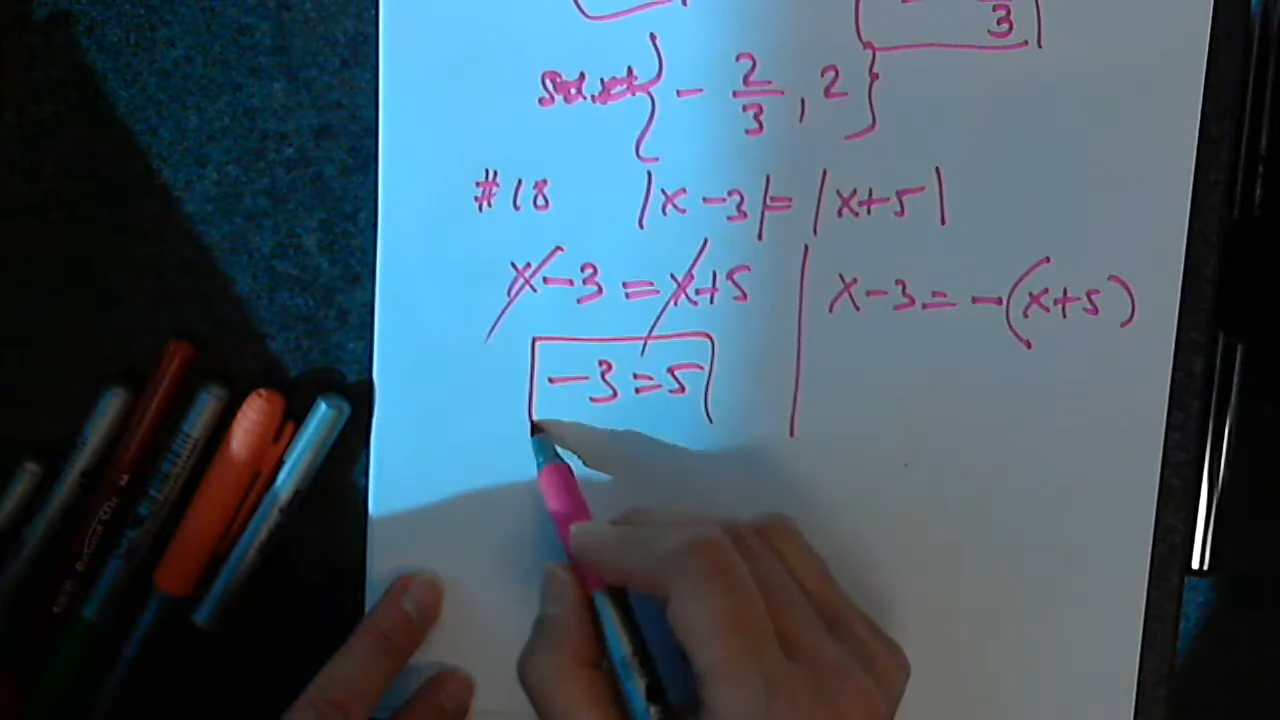 3
{- 2/3, 2}
#18 |x-3|=|x+5|
x-3=x+5 | x-3=-(x+5)
-3=5